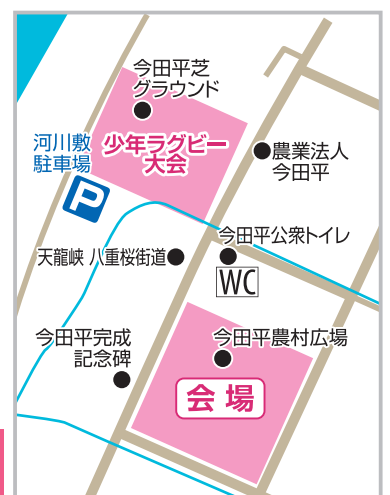 今田平芝
グラウンド
河川敷
駐車場
少年ラグビー
大会
P
農業法人
今田平
今田平公衆トイレ
天龍峡 八重桜街道
WC
今田平完成
記念碑
今田平農村広場
会場